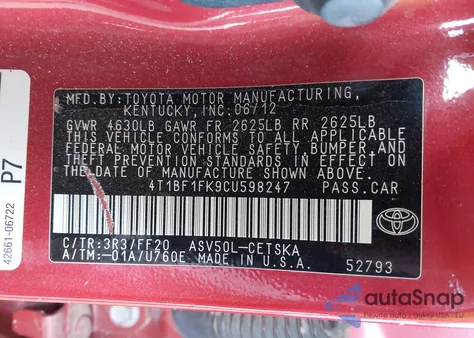 MFD. BY: TOYOTA MOTOR MANUFACTURING,
KENTUCKY, INC. 06/12
GVWR 4630LB GAWR FR 2625LB RR 2625LB
THIS VEHICLE CONFORMS TO ALL APPLICABLE
FEDERAL MOTOR VEHICLE SAFETY, BUMPER, AND
THEFT PREVENTION STANDARDS IN EFFECT ON
THE DATE OF MANUFACTURE SHOWN ABOVE.
4T1BF1FK9CU598247 PASS. CAR
C/TR: 3R3/FF20 ASV50L-CETSKA
A/TM: -01A/U760E MADE IN U.S.A.
52793
TOYOTA
P7
42661-06722
autoSnap